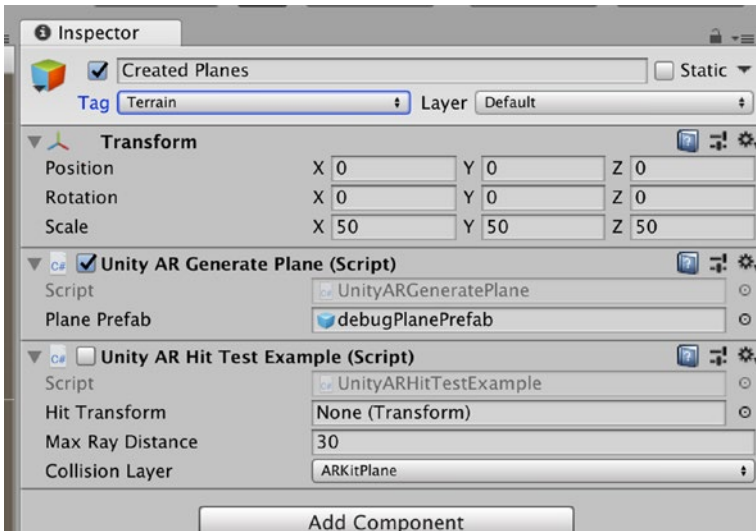 Inspector
Created Planes Static
Tag Terrain Layer Default
Transform
Position X 0 Y 0 Z 0
Rotation X 0 Y 0 Z 0
Scale X 50 Y 50 Z 50
C# Unity AR Generate Plane (Script)
Script C# UnityARGeneratePlane
Plane Prefab debugPlanePrefab
C# Unity AR Hit Test Example (Script)
Script C# UnityARHitTestExample
Hit Transform None (Transform)
Max Ray Distance 30
Collision Layer ARKitPlane
Add Component